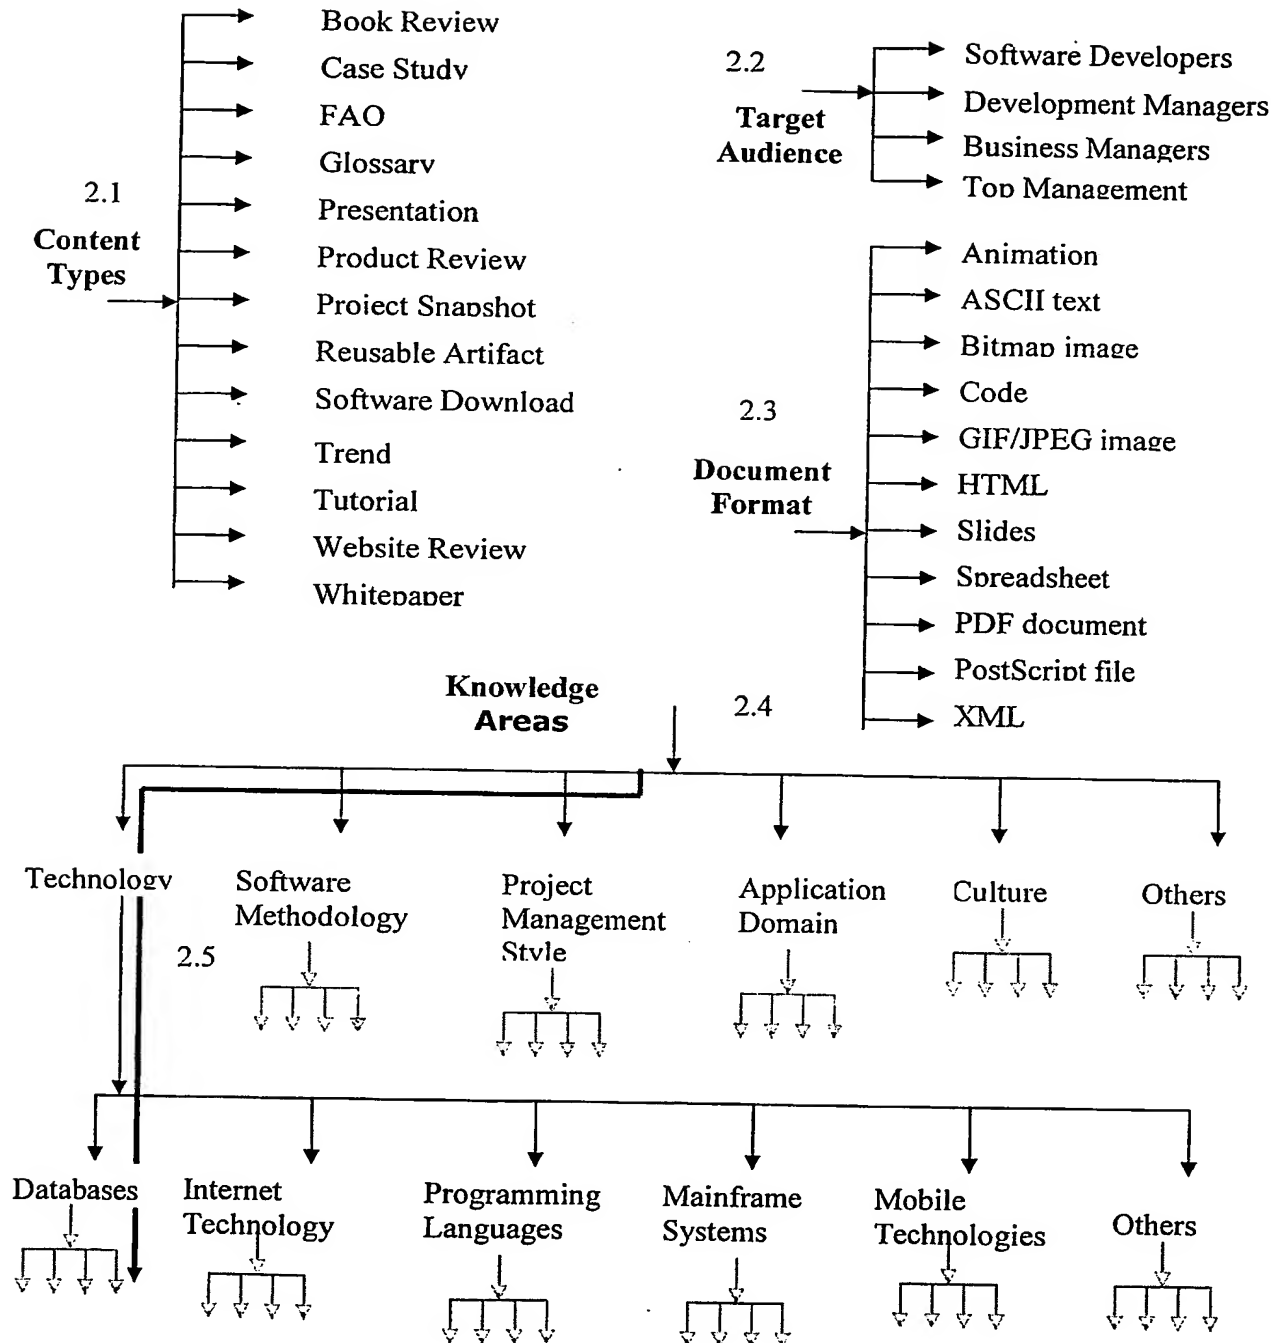 2.1
Content
Types
Book Review
Case Study
FAQ
Glossary
Presentation
Product Review
Project Snapshot
Reusable Artifact
Software Download
Trend
Tutorial
Website Review
Whitepaper
2.2
Target
Audience
Software Developers
Development Managers
Business Managers
Top Management
2.3
Document
Format
Animation
ASCII text
Bitmap image
Code
GIF/JPEG image
HTML
Slides
Spreadsheet
PDF document
PostScript file
XML
Knowledge
Areas
2.4
Technology
Software
Methodology
Project
Management
Style
Application
Domain
Culture
Others
2.5
Databases
Internet
Technology
Programming
Languages
Mainframe
Systems
Mobile
Technologies
Others